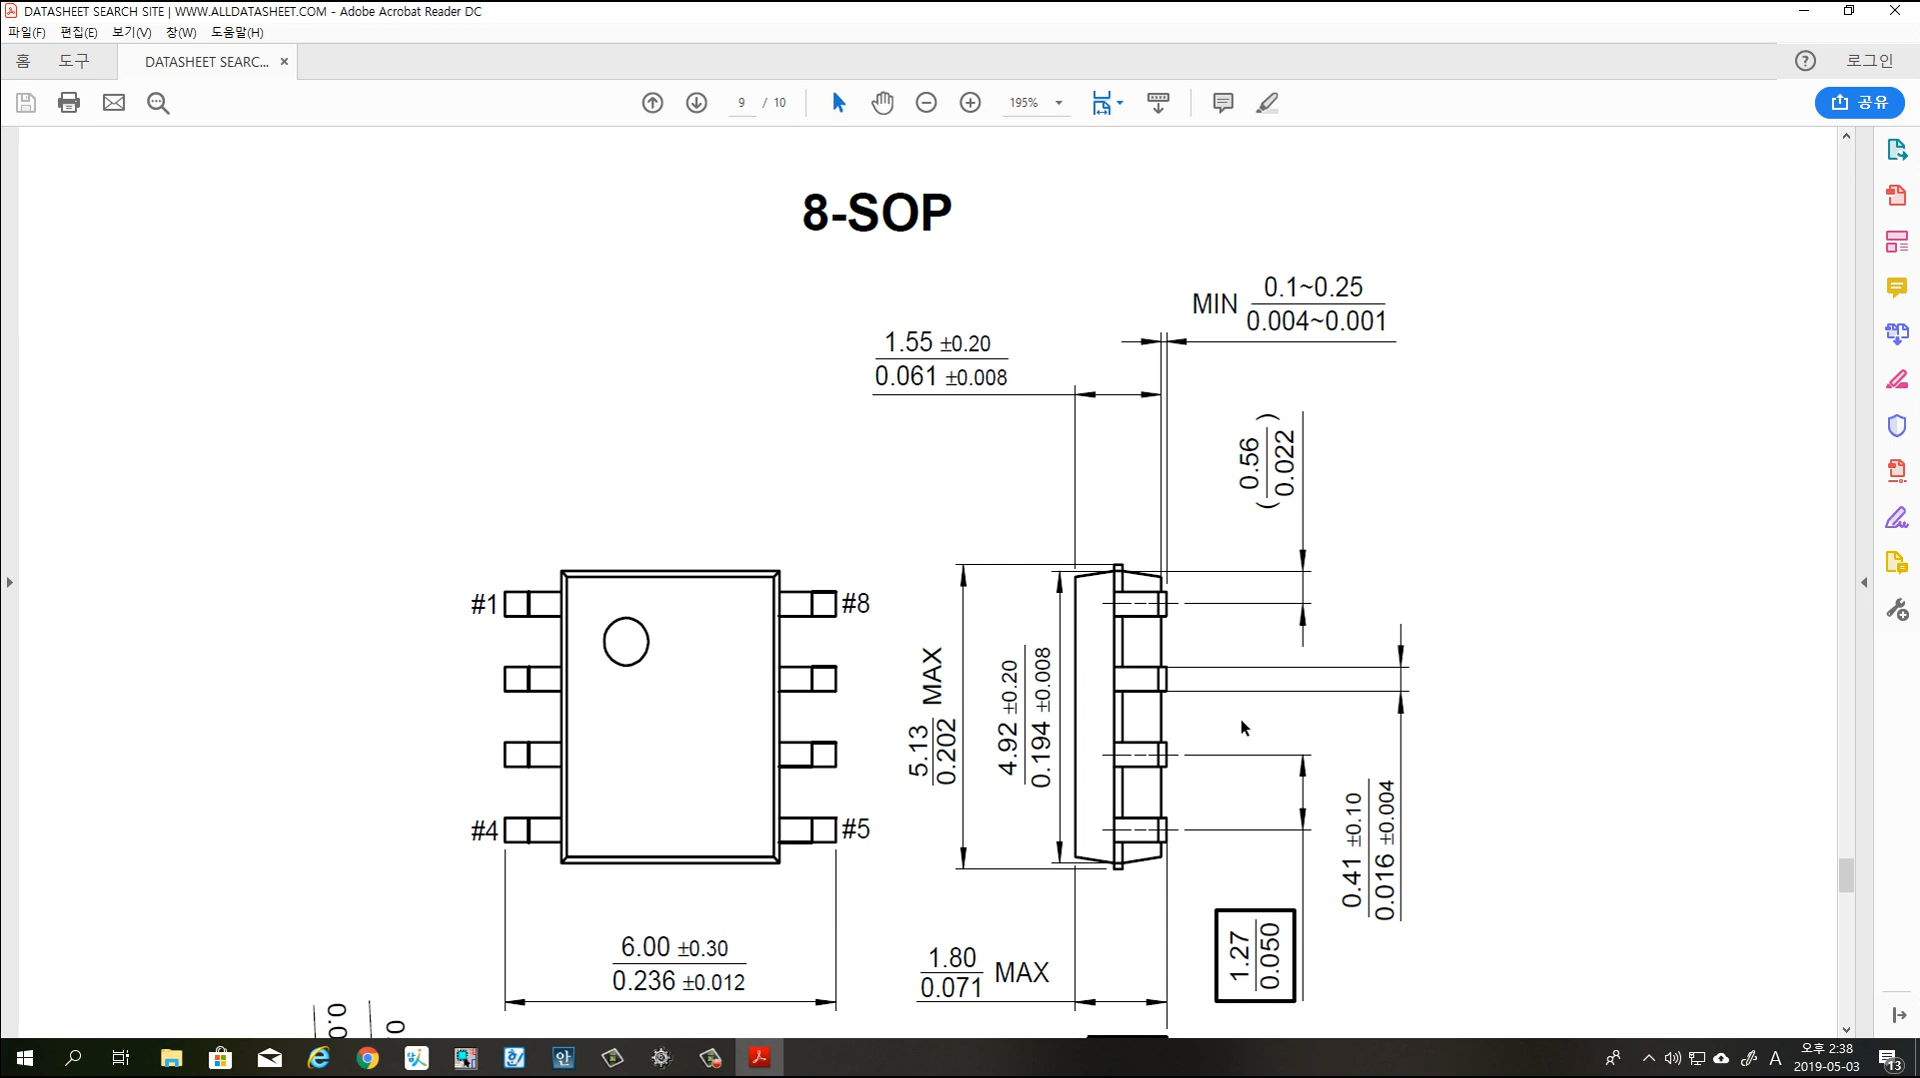 DATASHEET SEARCH SITE | WWW.ALLDATASHEET.COM - Adobe Acrobat Reader DC
파일(F) 편집(E) 보기(V) 창(W) 도움말(H)
홈 도구 DATASHEET SEARC... ×
로그인
9 / 10 195% 공유
8-SOP
MIN 0.1~0.25
0.004~0.001
1.55 ±0.20
0.061 ±0.008
( 0.56 )
0.022
#1 #8
5.13 MAX
0.202
4.92 ±0.20
0.194 ±0.008
0.41 ±0.10
0.016 ±0.004
#4 #5
1.27
0.050
6.00 ±0.30
0.236 ±0.012
1.80 MAX
0.071
0.0
0
안 A 오후 2:38
2019-05-03
13